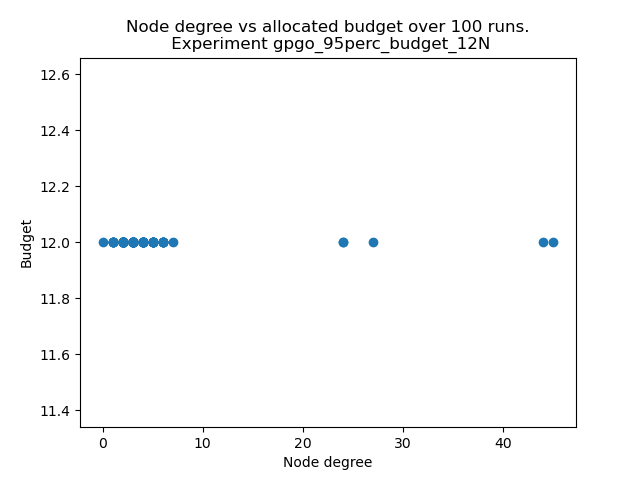 Node degree vs allocated budget over 100 runs.
Experiment gpgo_95perc_budget_12N
12.6
12.4
12.2
12.0
11.8
11.6
11.4
Budget
0 10 20 30 40
Node degree